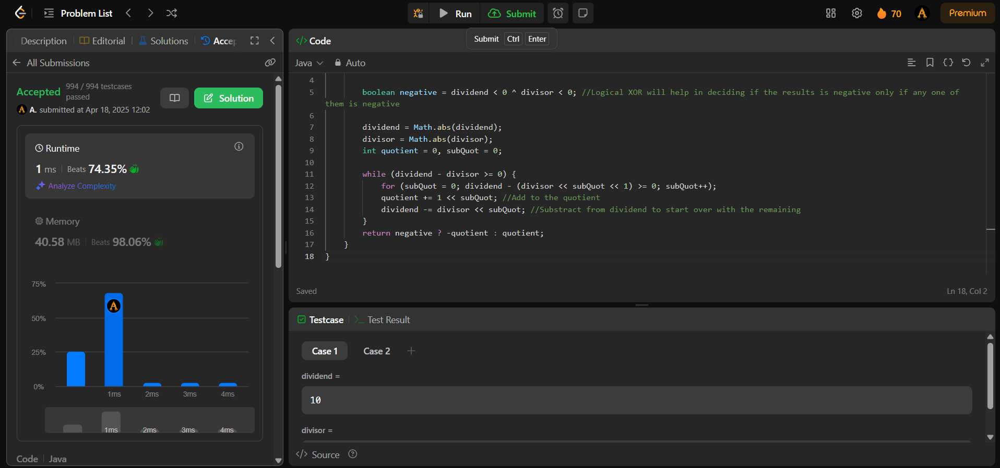 Problem List
Run
Submit
70
Premium
Description
Editorial
Solutions
Accep
Code
Submit Ctrl Enter
All Submissions
Java
Auto
Accepted
994 / 994 testcases
passed
A. submitted at Apr 18, 2025 12:02
Solution
Runtime
1 ms
Beats 74.35%
Analyze Complexity
Memory
40.58 MB
Beats 98.06%
75%
50%
25%
0%
1ms 2ms 3ms 4ms
1ms 2ms 3ms 4ms
Code
Java
4
5 boolean negative = dividend < 0 ^ divisor < 0; //Logical XOR will help in deciding if the results is negative only if any one of
them is negative
6
7 dividend = Math.abs(dividend);
8 divisor = Math.abs(divisor);
9 int quotient = 0, subQuot = 0;
10
11 while (dividend - divisor >= 0) {
12 for (subQuot = 0; dividend - (divisor << subQuot << 1) >= 0; subQuot++);
13 quotient += 1 << subQuot; //Add to the quotient
14 dividend -= divisor << subQuot; //Substract from dividend to start over with the remaining
15 }
16 return negative ? -quotient : quotient;
17 }
18 }
Saved
Ln 18, Col 2
Testcase
Test Result
Case 1
Case 2
dividend =
10
divisor =
Source